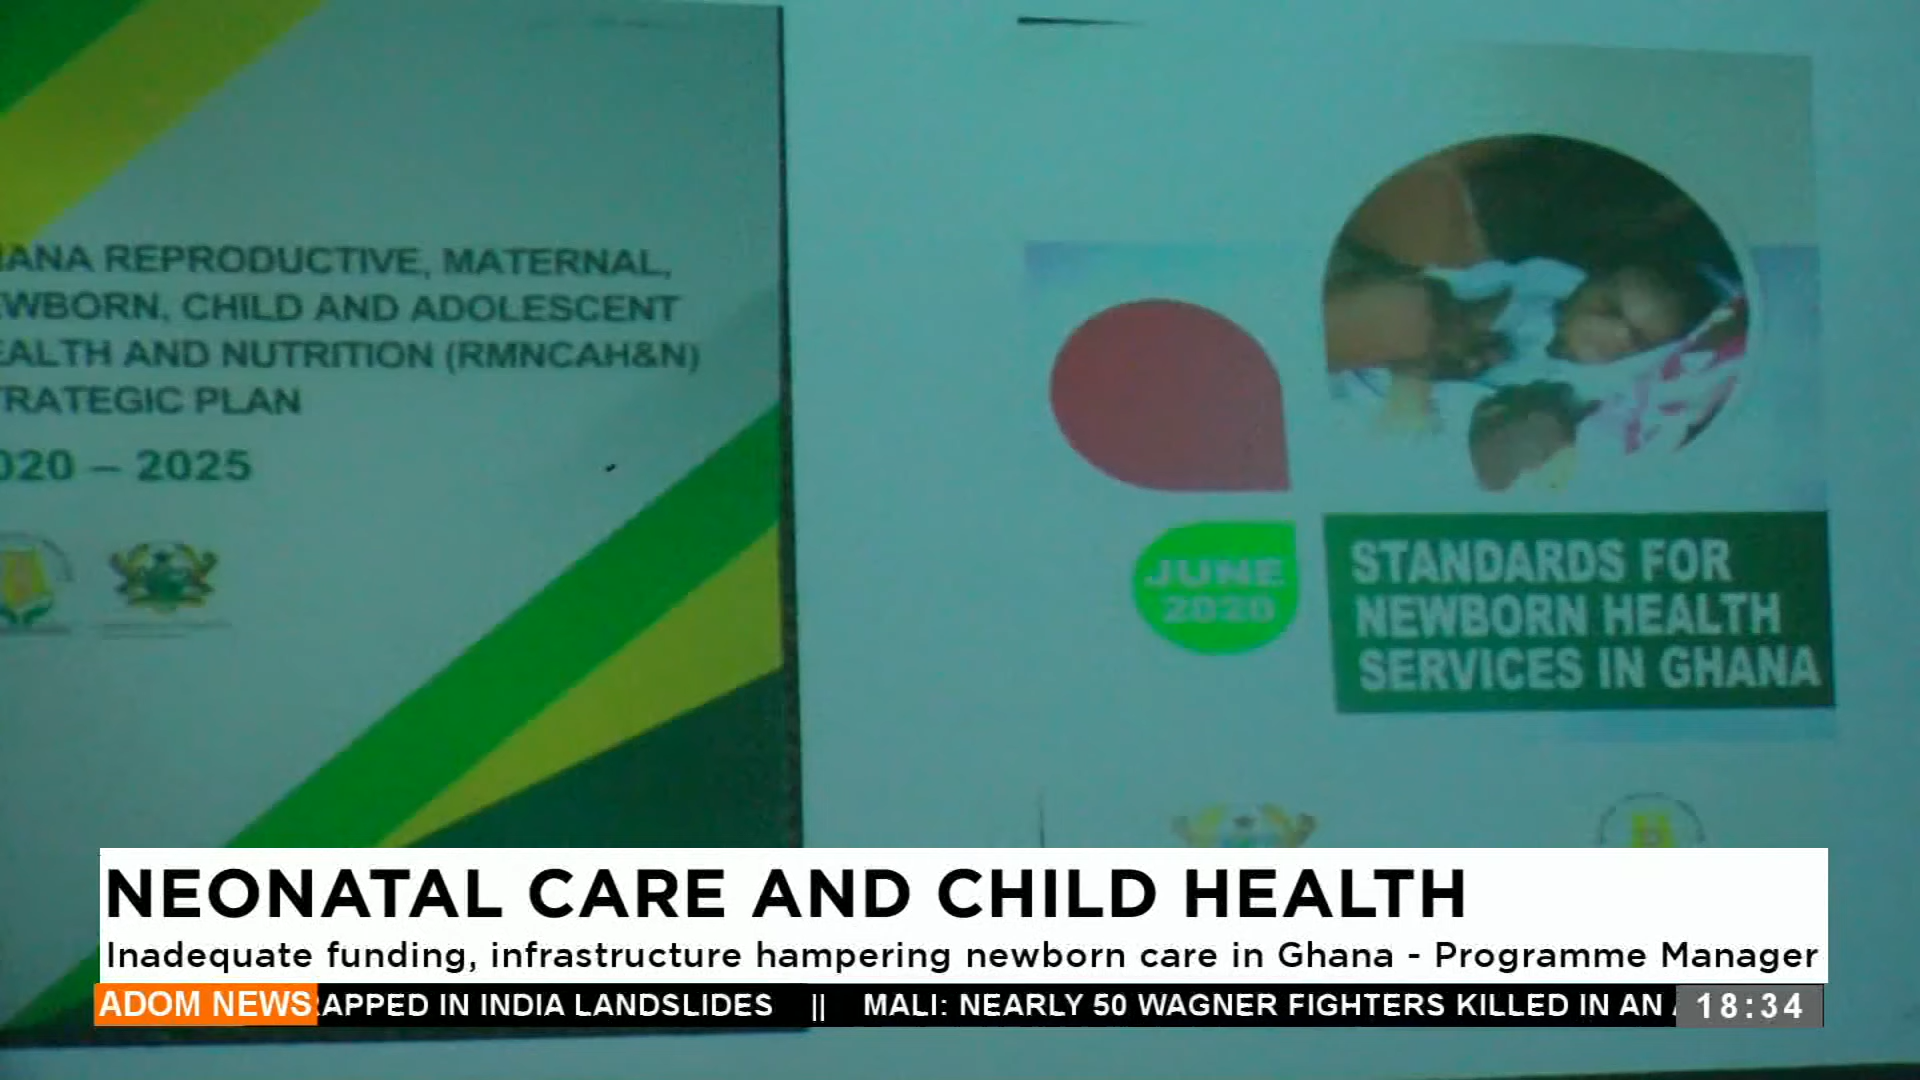 ANA REPRODUCTIVE, MATERNAL,
WBORN, CHILD AND ADOLESCENT
EALTH AND NUTRITION (RMNCAH&N)
RATEGIC PLAN
020 – 2025
JUNE
2020
STANDARDS FOR
NEWBORN HEALTH
SERVICES IN GHANA
NEONATAL CARE AND CHILD HEALTH
Inadequate funding, infrastructure hampering newborn care in Ghana - Programme Manager
ADOM NEWS RAPPED IN INDIA LANDSLIDES || MALI: NEARLY 50 WAGNER FIGHTERS KILLED IN AN 18:34